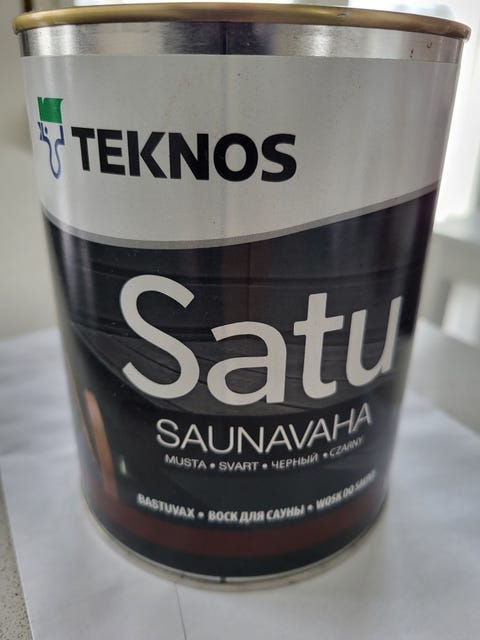 TEKNOS
Satu
SAUNAVAHA
MUSTA • SVART • ЧЕРНЫЙ • CZARNY
BASTUVAX • ВОСК ДЛЯ САУНЫ • WOSK DO SAUNY